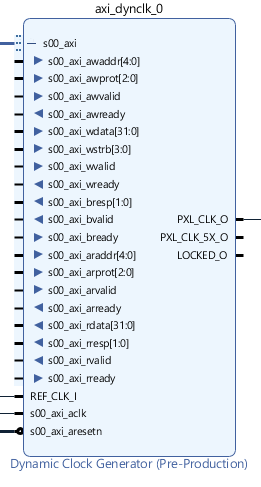 axi_dynclk_0
s00_axi
s00_axi_awaddr[4:0]
s00_axi_awprot[2:0]
s00_axi_awvalid
s00_axi_awready
s00_axi_wdata[31:0]
s00_axi_wstrb[3:0]
s00_axi_wvalid
s00_axi_wready
s00_axi_bresp[1:0]
s00_axi_bvalid PXL_CLK_O
s00_axi_bready PXL_CLK_5X_O
s00_axi_araddr[4:0] LOCKED_O
s00_axi_arprot[2:0]
s00_axi_arvalid
s00_axi_arready
s00_axi_rdata[31:0]
s00_axi_rresp[1:0]
s00_axi_rvalid
s00_axi_rready
REF_CLK_I
s00_axi_aclk
s00_axi_aresetn
Dynamic Clock Generator (Pre-Production)